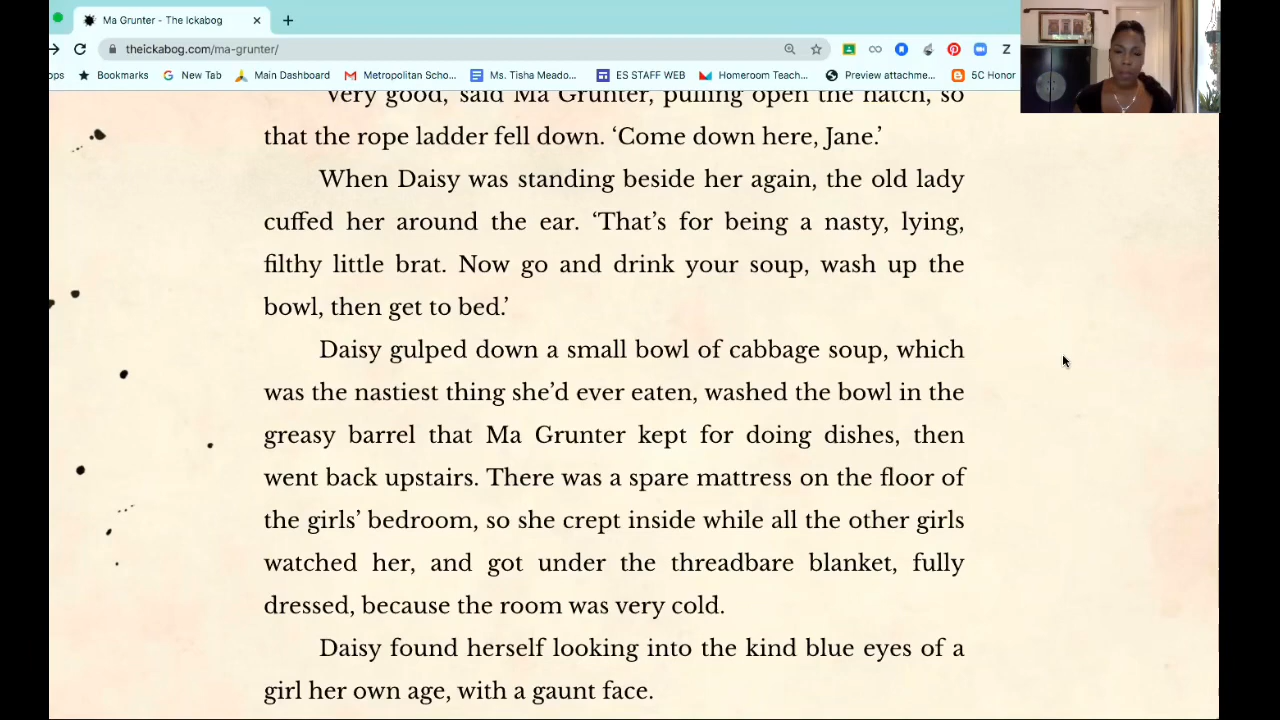 Ma Grunter - The Ickabog
theickabog.com/ma-grunter/
ops Bookmarks New Tab Main Dashboard Metropolitan Scho... Ms. Tisha Meado... ES STAFF WEB Homeroom Teach... Preview attachme... 5C Honor
'Very good,' said Ma Grunter, pulling open the hatch, so
that the rope ladder fell down. ‘Come down here, Jane.’
When Daisy was standing beside her again, the old lady
cuffed her around the ear. ‘That’s for being a nasty, lying,
filthy little brat. Now go and drink your soup, wash up the
bowl, then get to bed.’
Daisy gulped down a small bowl of cabbage soup, which
was the nastiest thing she’d ever eaten, washed the bowl in the
greasy barrel that Ma Grunter kept for doing dishes, then
went back upstairs. There was a spare mattress on the floor of
the girls’ bedroom, so she crept inside while all the other girls
watched her, and got under the threadbare blanket, fully
dressed, because the room was very cold.
Daisy found herself looking into the kind blue eyes of a
girl her own age, with a gaunt face.